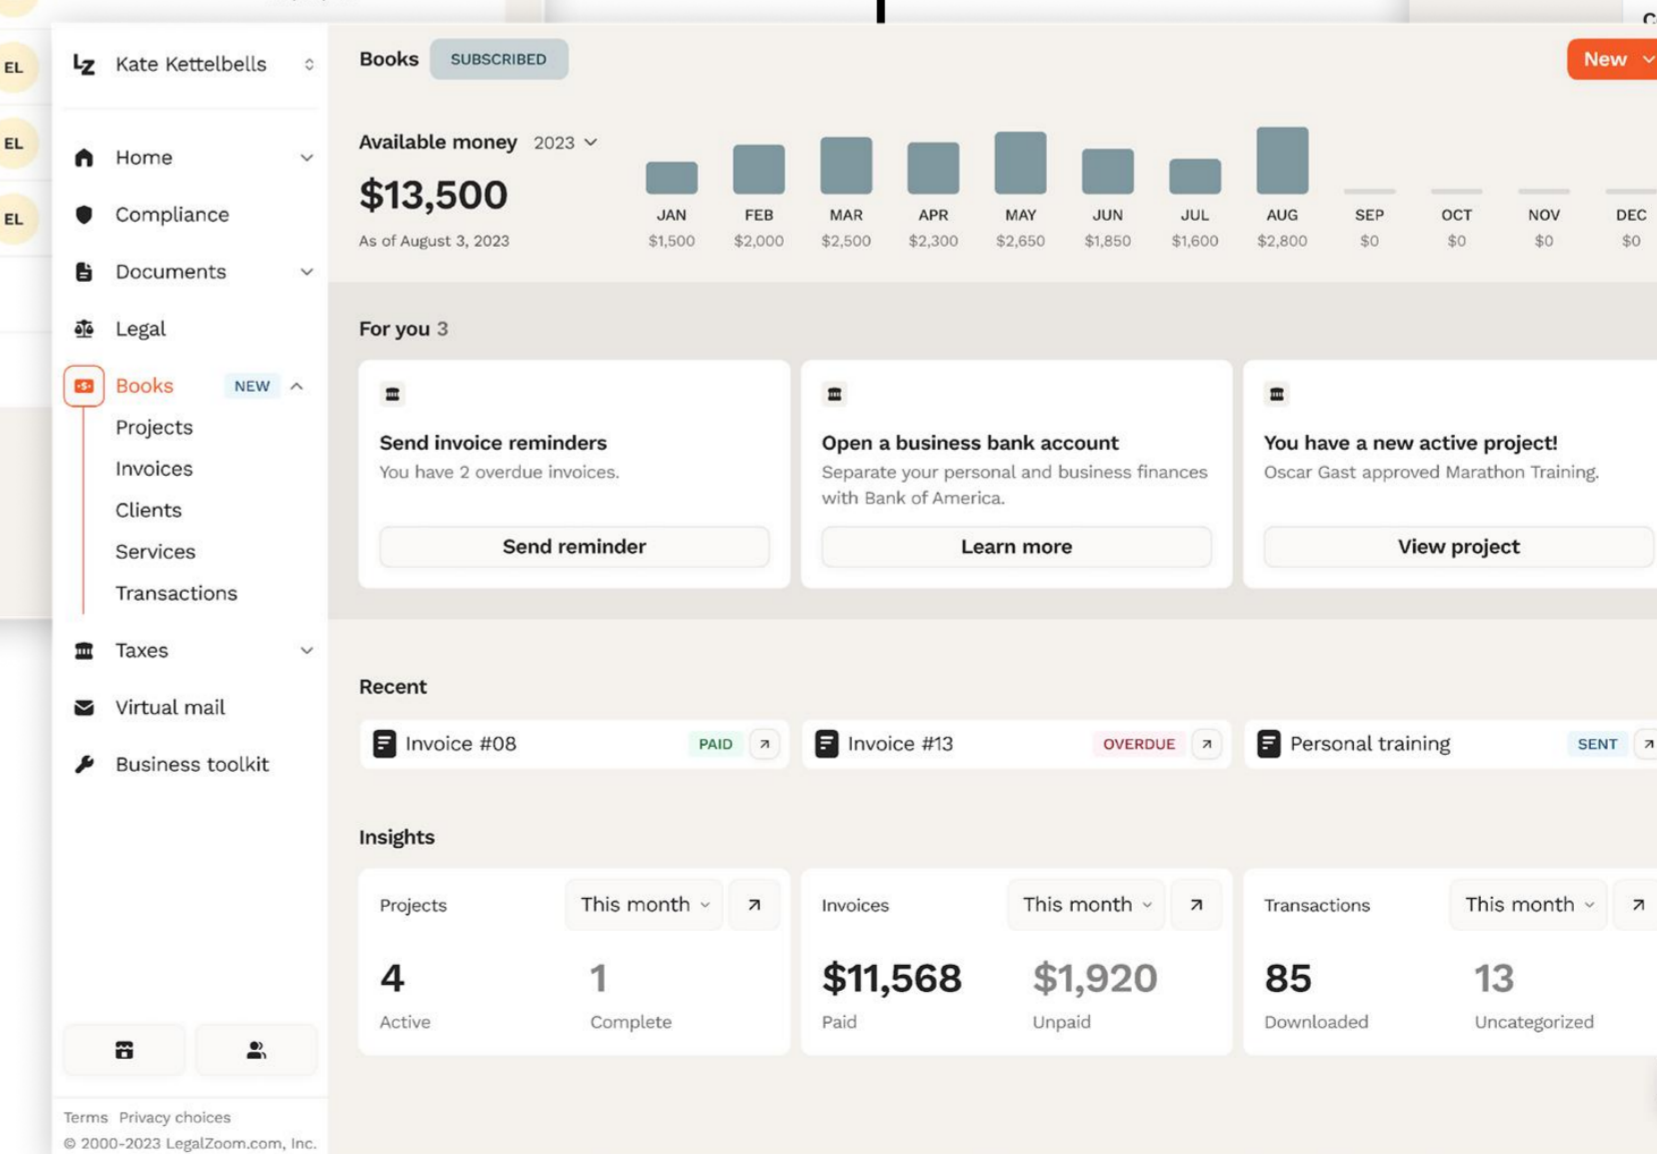 EL
EL
EL
LZ Kate Kettelbells
Home
Compliance
Documents
Legal
Books NEW
Projects
Invoices
Clients
Services
Transactions
Taxes
Virtual mail
Business toolkit
Terms Privacy choices
© 2000-2023 LegalZoom.com, Inc.
Books SUBSCRIBED
New
Available money 2023
$13,500
As of August 3, 2023
JAN FEB MAR APR MAY JUN JUL AUG SEP OCT NOV DEC
$1,500 $2,000 $2,500 $2,300 $2,650 $1,850 $1,600 $2,800 $0 $0 $0 $0
For you 3
Send invoice reminders
You have 2 overdue invoices.
Send reminder
Open a business bank account
Separate your personal and business finances
with Bank of America.
Learn more
You have a new active project!
Oscar Gast approved Marathon Training.
View project
Recent
Invoice #08 PAID
Invoice #13 OVERDUE
Personal training SENT
Insights
Projects This month
4 1
Active Complete
Invoices This month
$11,568 $1,920
Paid Unpaid
Transactions This month
85 13
Downloaded Uncategorized